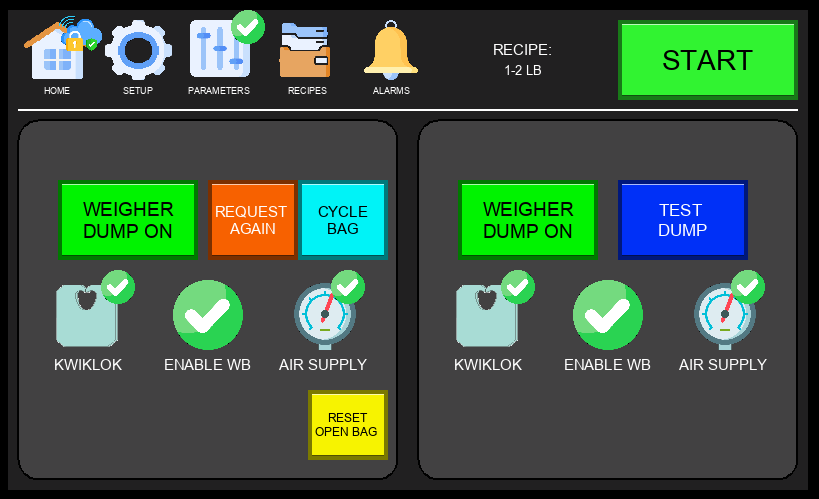 HOME
SETUP
PARAMETERS
RECIPES
ALARMS
RECIPE:
1-2 LB
START
WEIGHER
DUMP ON
REQUEST
AGAIN
CYCLE
BAG
KWIKLOK
ENABLE WB
AIR SUPPLY
RESET
OPEN BAG
WEIGHER
DUMP ON
TEST
DUMP
KWIKLOK
ENABLE WB
AIR SUPPLY